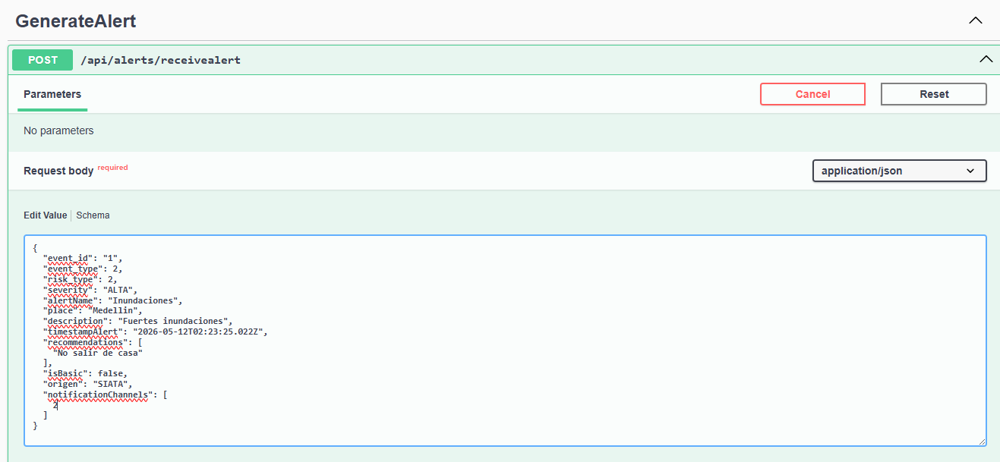 GenerateAlert
POST /api/alerts/receivealert
Parameters
Cancel
Reset
No parameters
Request body required
application/json
Edit Value | Schema
{
  "event_id": "1",
  "event_type": 2,
  "risk_type": 2,
  "severity": "ALTA",
  "alertName": "Inundaciones",
  "place": "Medellin",
  "description": "Fuertes inundaciones",
  "timestampAlert": "2026-05-12T02:23:25.022Z",
  "recommendations": [
    "No salir de casa"
  ],
  "isBasic": false,
  "origen": "SIATA",
  "notificationChannels": [
    2
  ]
}